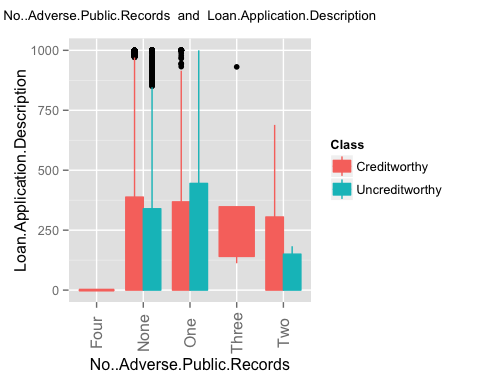 No..Adverse.Public.Records and Loan.Application.Description
1000
750
500
250
0
Loan.Application.Description
Four
None
One
Three
Two
No..Adverse.Public.Records
Class
Creditworthy
Uncreditworthy